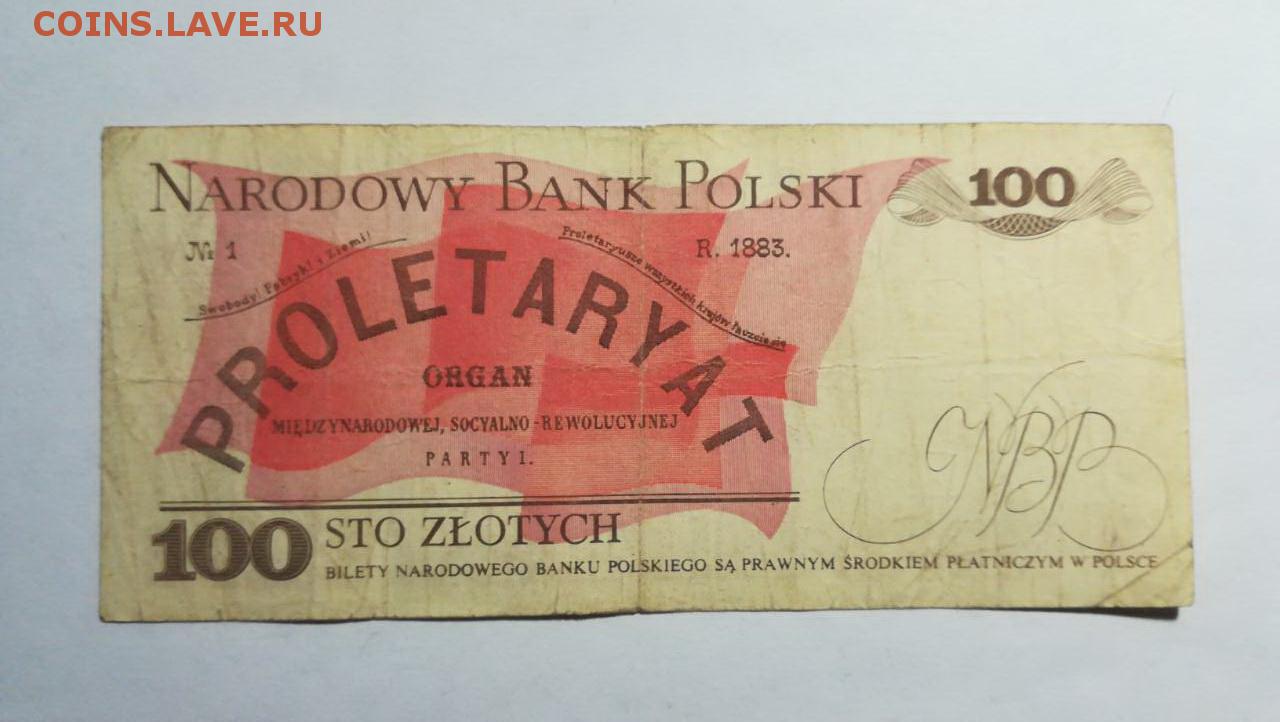 COINS.LAVE.RU
NARODOWY BANK POLSKI
100
№ 1
R. 1883.
Swobody! Fabryk! i Ziemi!
Proletaryusze wszystkich krajów łączcie się
PROLETARYAT
ORGAN
MIĘDZYNARODOWEJ, SOCYALNO-REWOLUCYJNEJ
PARTYI.
NBP
100 STO ZŁOTYCH
BILETY NARODOWEGO BANKU POLSKIEGO SĄ PRAWNYM ŚRODKIEM PŁATNICZYM W POLSCE